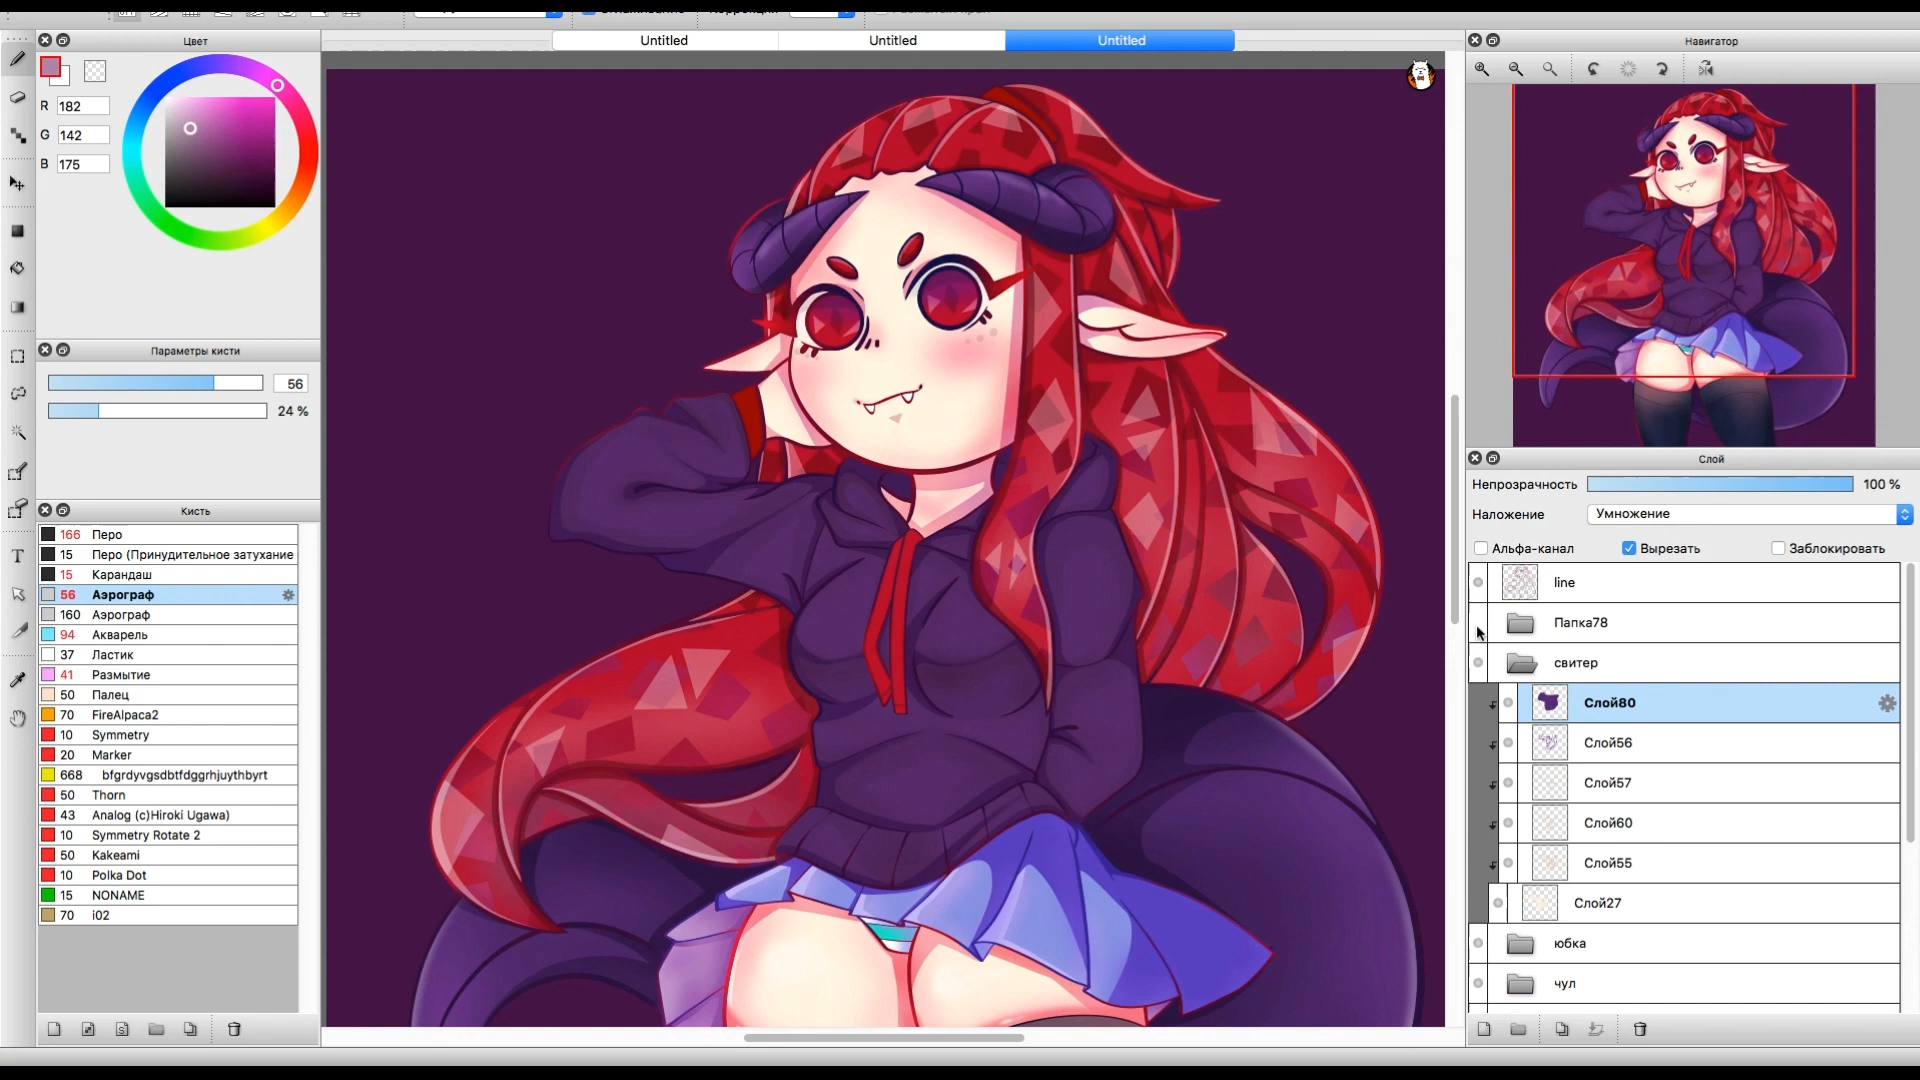 Untitled
Untitled
Untitled
Цвет
R 182
G 142
B 175
Параметры кисти
56
24 %
Кисть
166 Перо
15 Перо (Принудительное затухание
15 Карандаш
56 Аэрограф
160 Аэрограф
94 Акварель
37 Ластик
41 Размытие
50 Палец
70 FireAlpaca2
10 Symmetry
20 Marker
668 bfgrdyvgsdbtfdggrhjuythbyrt
50 Thorn
43 Analog (c)Hiroki Ugawa)
10 Symmetry Rotate 2
50 Kakeami
10 Polka Dot
15 NONAME
70 i02
Навигатор
Слой
Непрозрачность 100 %
Наложение Умножение
Альфа-канал Вырезать Заблокировать
line
Папка78
свитер
Слой80
Слой56
Слой57
Слой60
Слой55
Слой27
юбка
чул